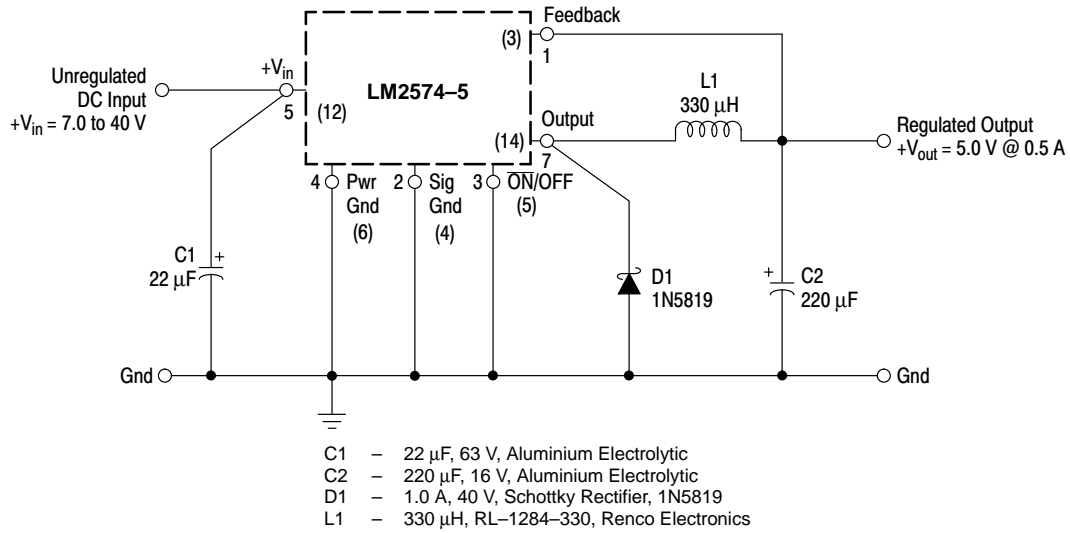 Feedback
(3)
1
Unregulated
DC Input
+Vin = 7.0 to 40 V
+Vin
5
(12)
LM2574–5
L1
330 μH
Output
(14)
7
Regulated Output
+Vout = 5.0 V @ 0.5 A
4 Pwr
Gnd
(6)
2 Sig
Gnd
(4)
3 ON/OFF
(5)
C1
22 μF
+
D1
1N5819
+
C2
220 μF
Gnd
Gnd
C1 – 22 μF, 63 V, Aluminium Electrolytic
C2 – 220 μF, 16 V, Aluminium Electrolytic
D1 – 1.0 A, 40 V, Schottky Rectifier, 1N5819
L1 – 330 μH, RL–1284–330, Renco Electronics